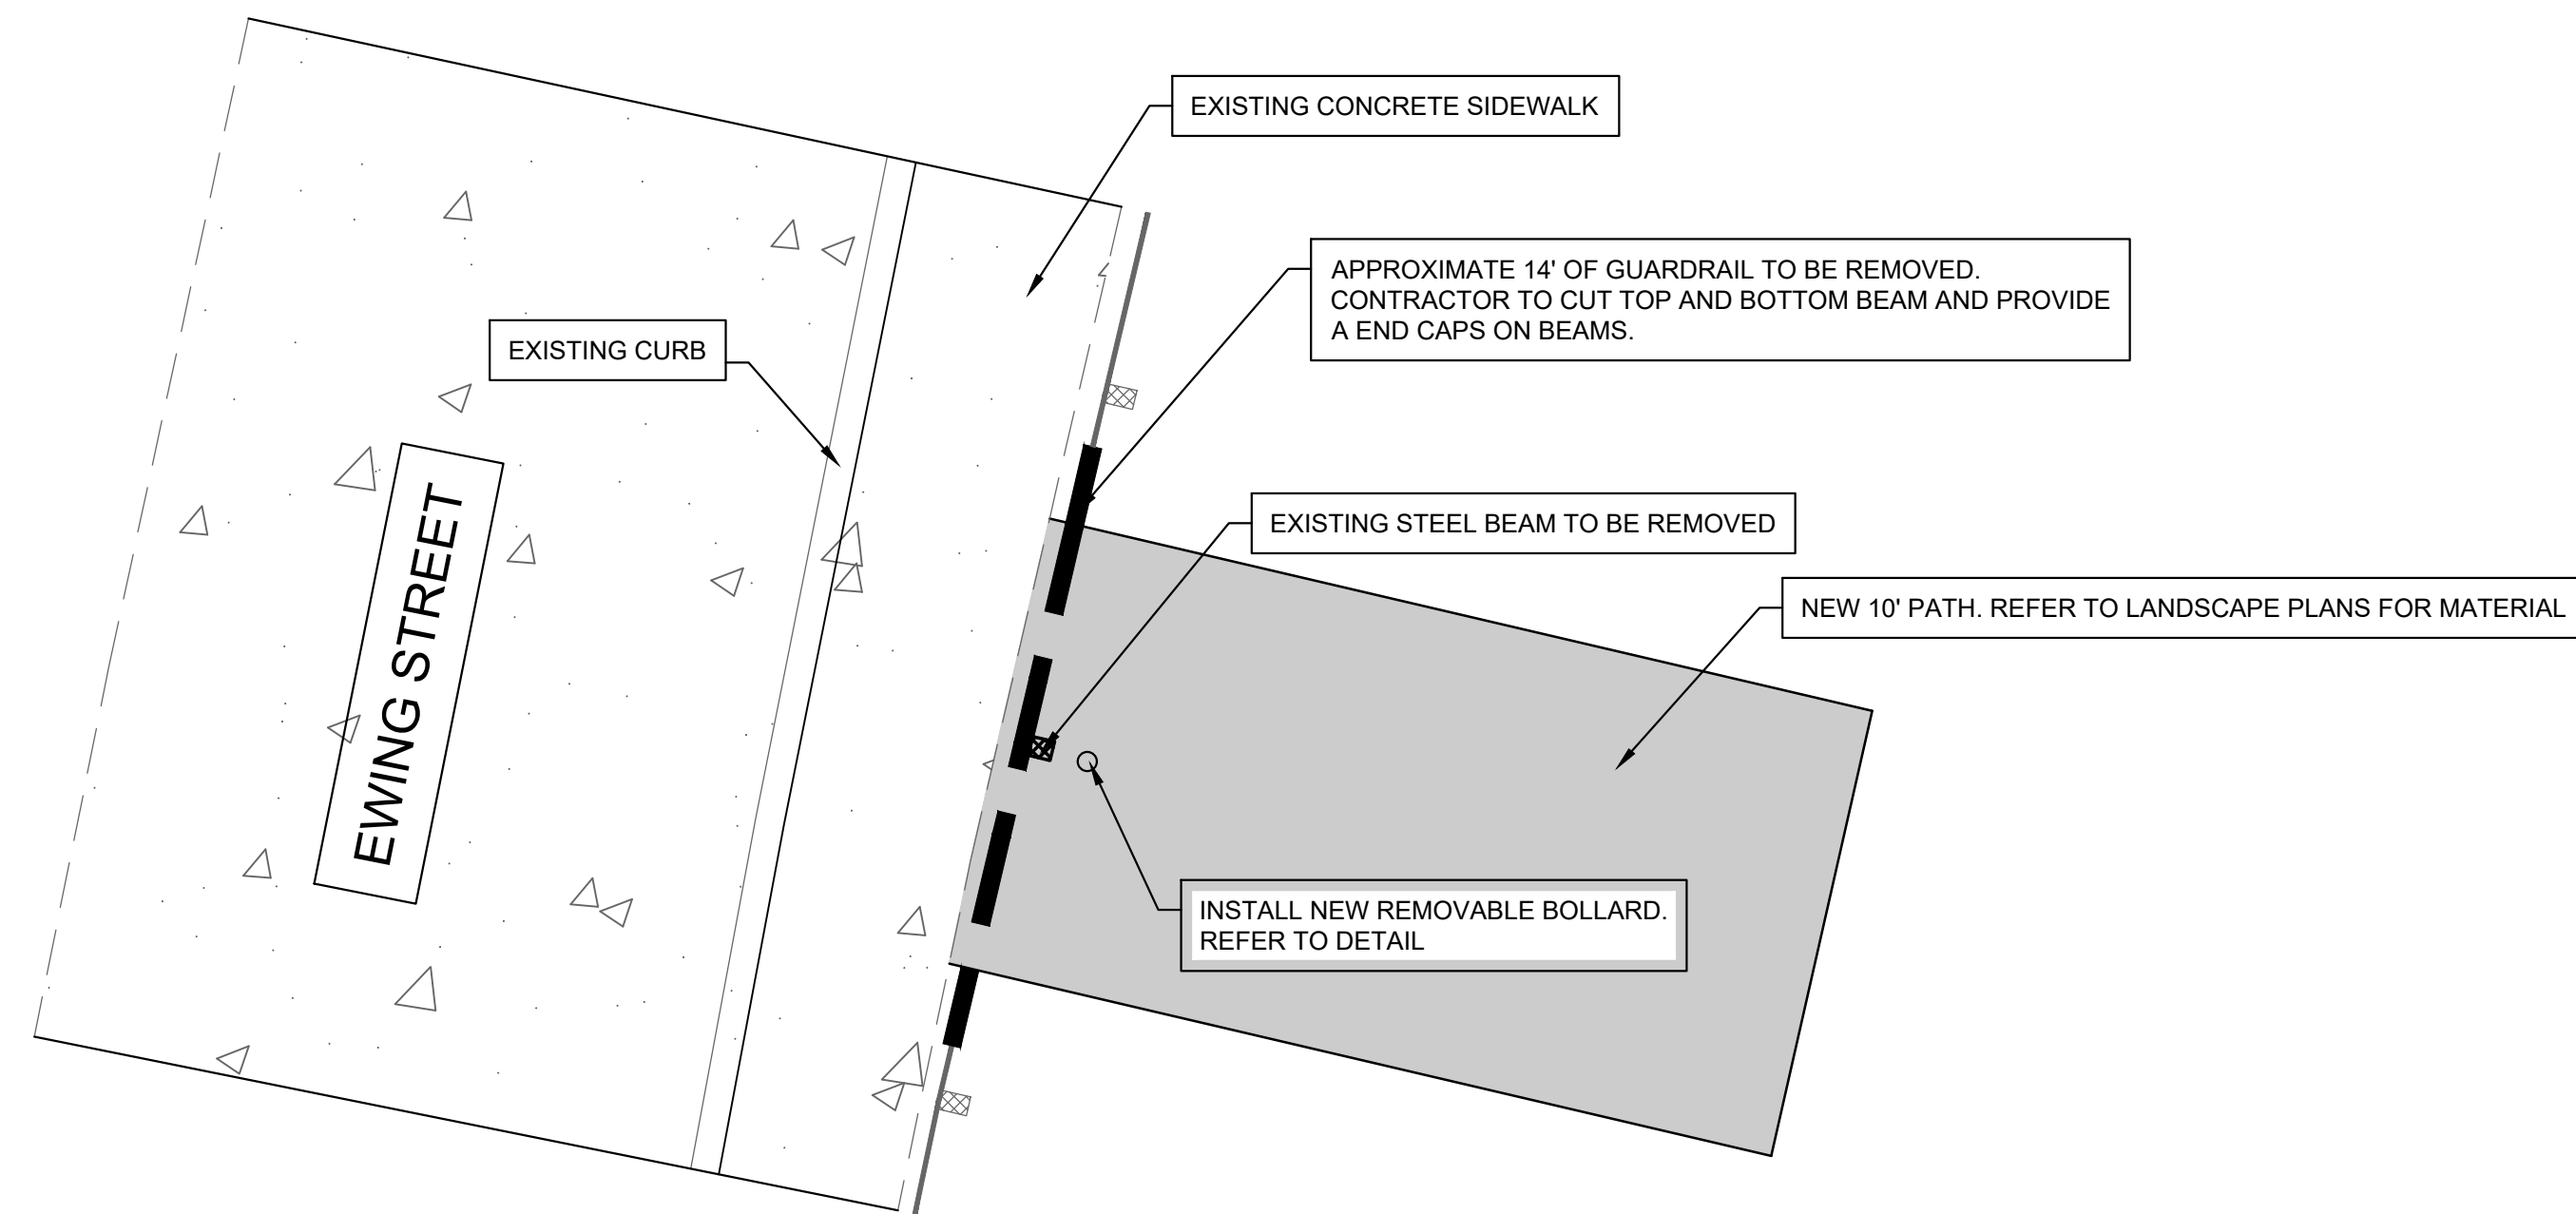 EXISTING CONCRETE SIDEWALK
APPROXIMATE 14' OF GUARDRAIL TO BE REMOVED.
CONTRACTOR TO CUT TOP AND BOTTOM BEAM AND PROVIDE
A END CAPS ON BEAMS.
EXISTING CURB
EXISTING STEEL BEAM TO BE REMOVED
NEW 10' PATH. REFER TO LANDSCAPE PLANS FOR MATERIAL
EWING STREET
INSTALL NEW REMOVABLE BOLLARD.
REFER TO DETAIL